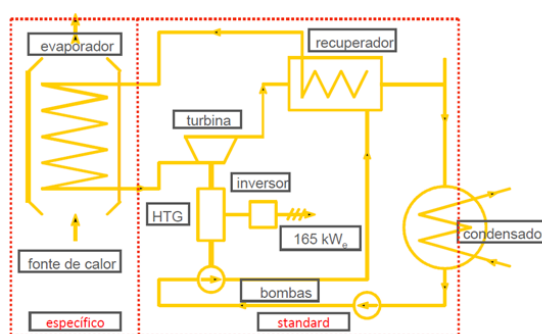 evaporador
recuperador
turbina
inversor
HTG
165 kWₑ
condensado
fonte de calor
bombas
específico
standard